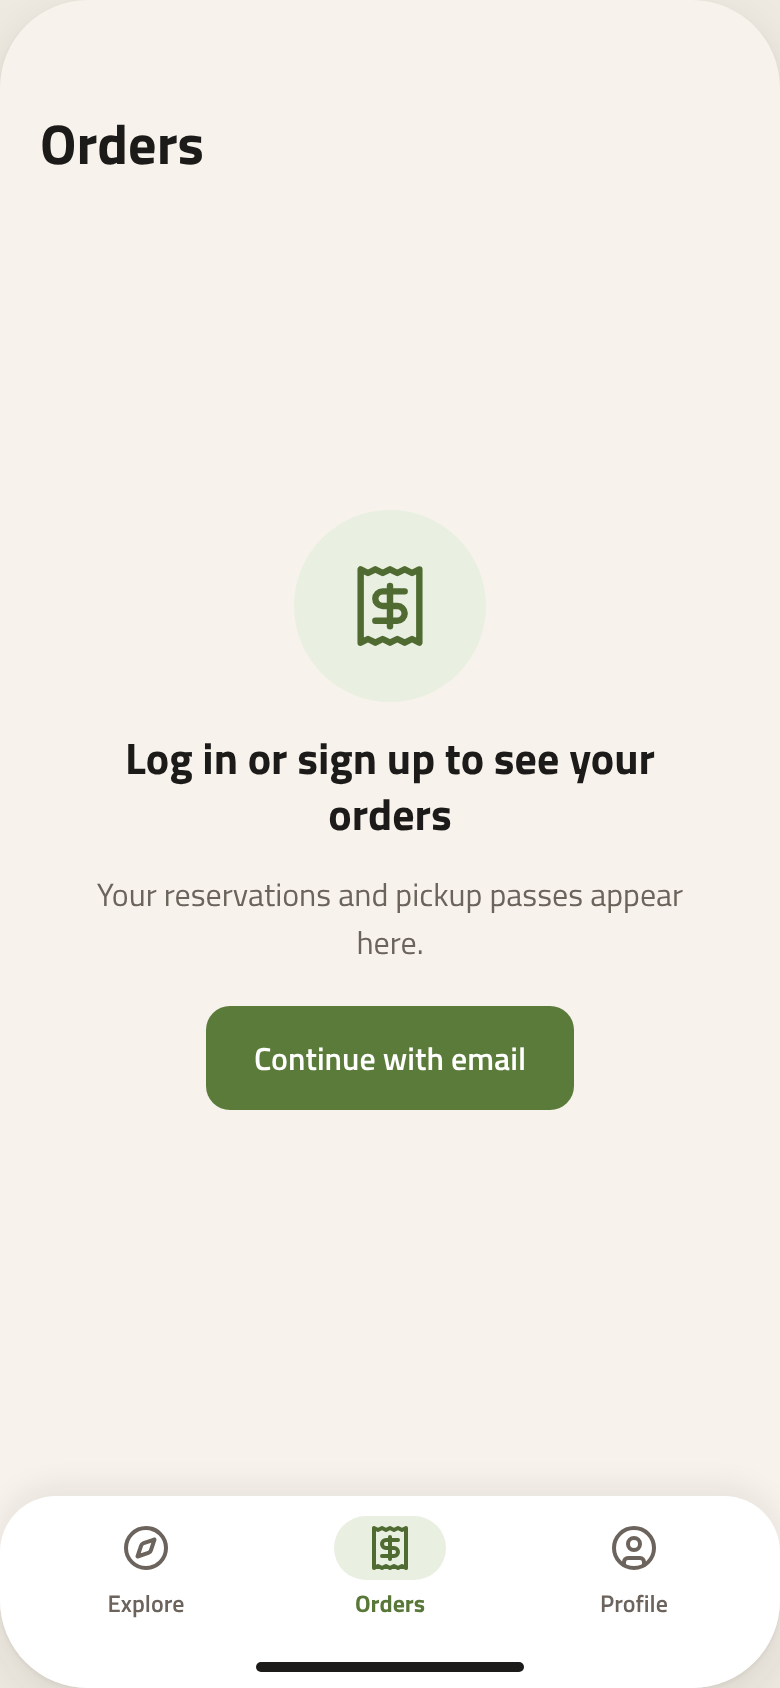 Orders
Log in or sign up to see your
orders
Your reservations and pickup passes appear
here.
Continue with email
Explore
Orders
Profile